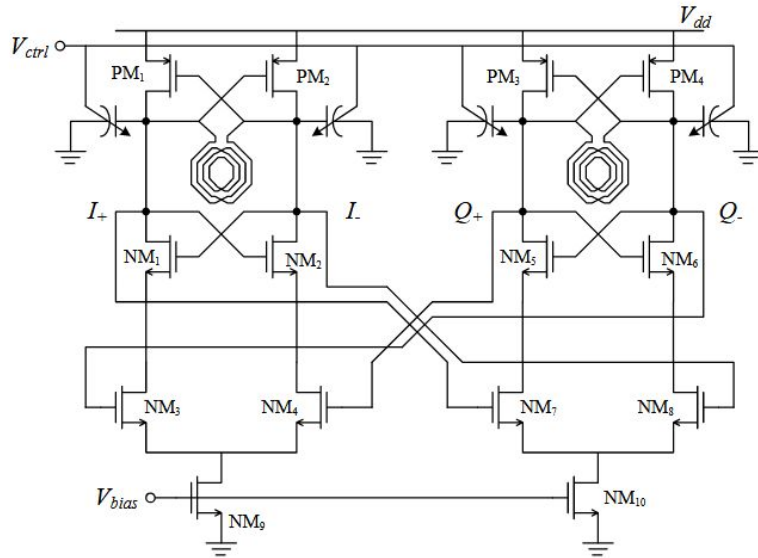 V_dd
V_ctrl
PM₁ PM₂ PM₃ PM₄
I₊ I₋ Q₊ Q₋
NM₁ NM₂ NM₅ NM₆
NM₃ NM₄ NM₇ NM₈
V_bias
NM₉ NM₁₀